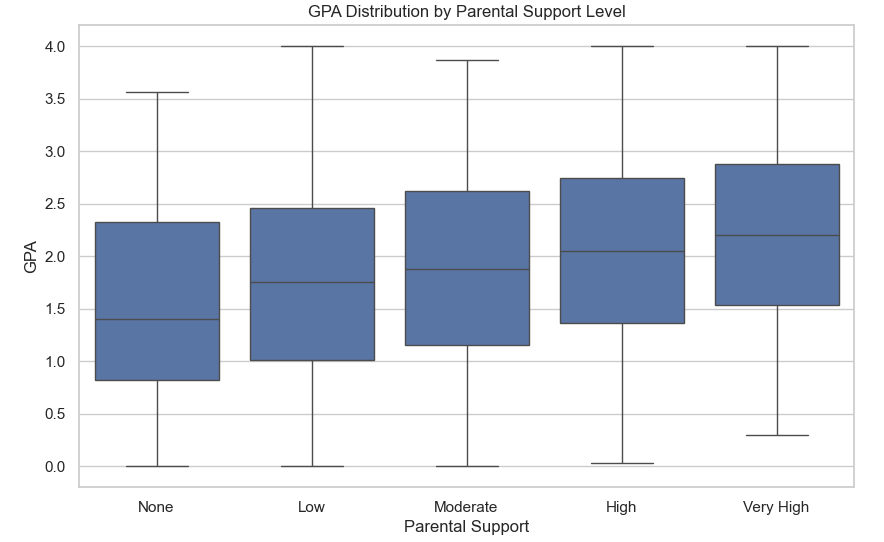 GPA Distribution by Parental Support Level
4.0
3.5
3.0
2.5
2.0
1.5
1.0
0.5
0.0
GPA
None Low Moderate High Very High
Parental Support